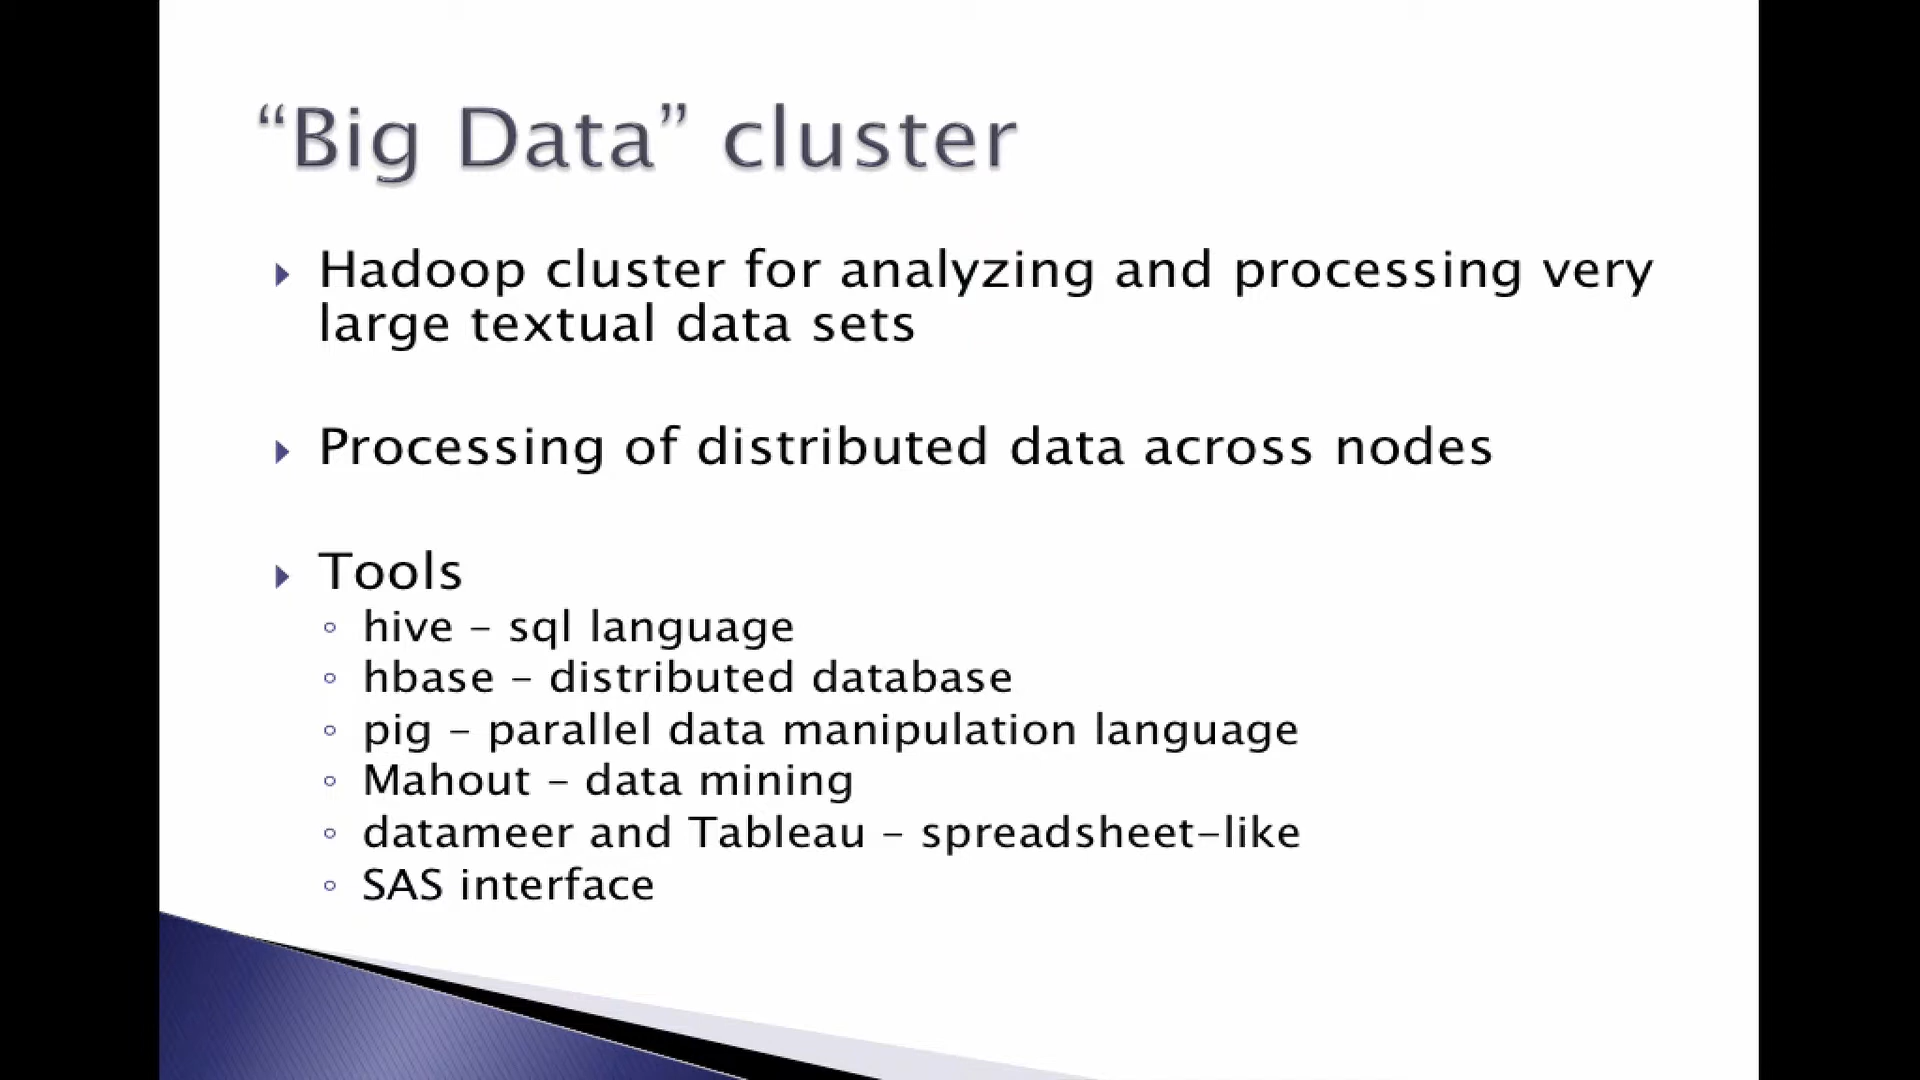 “Big Data” cluster
Hadoop cluster for analyzing and processing very
large textual data sets
Processing of distributed data across nodes
Tools
hive – sql language
hbase – distributed database
pig – parallel data manipulation language
Mahout – data mining
datameer and Tableau – spreadsheet-like
SAS interface